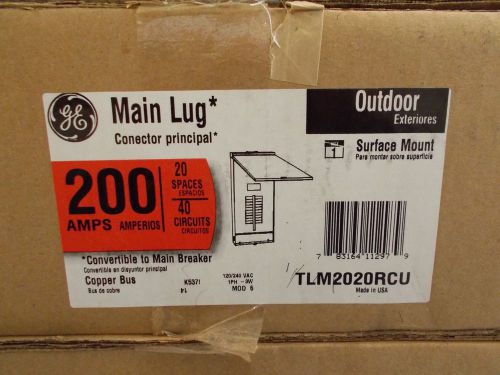 GE
Main Lug*
Conector principal*
Outdoor
Exteriores
1
Surface Mount
Para montar sobre superficie
200
AMPS AMPERIOS
20
SPACES
ESPACIOS
40
CIRCUITS
CIRCUITOS
*Convertible to Main Breaker
Convertible en disyuntor principal
Copper Bus
Bus de cobre
120/240 VAC
1PH. -3W
MOD 6
7 83164 11297 9
TLM2020RCU
Made in USA